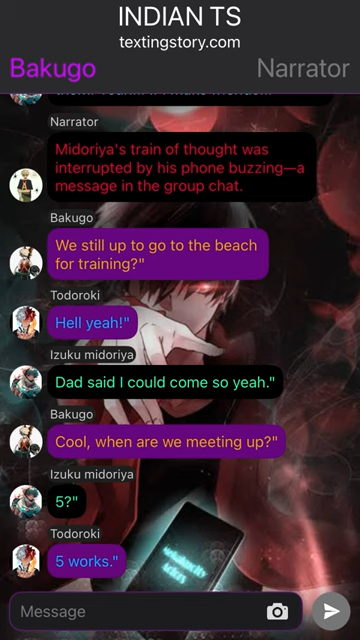 INDIAN TS
textingstory.com
Bakugo
Narrator
Narrator
Midoriya's train of thought was
interrupted by his phone buzzing—a
message in the group chat.
Bakugo
We still up to go to the beach
for training?"
Todoroki
Hell yeah!"
Izuku midoriya
Dad said I could come so yeah."
Bakugo
Cool, when are we meeting up?"
Izuku midoriya
5?"
Todoroki
5 works."
Message